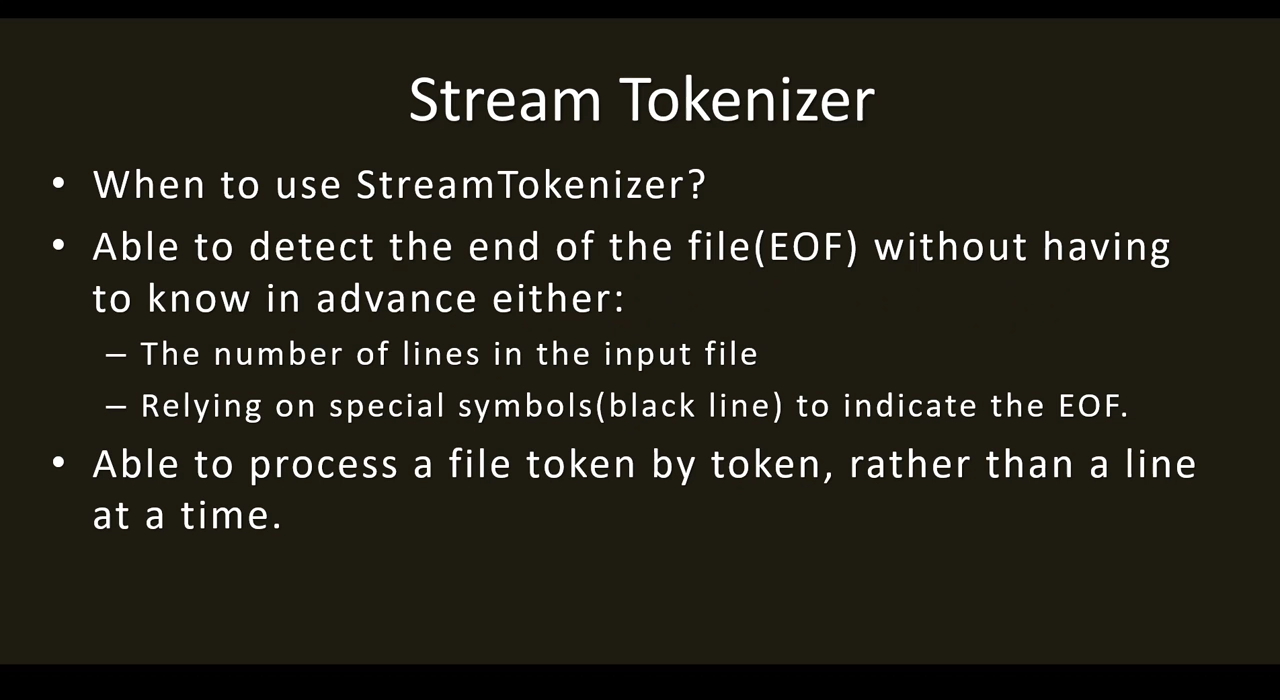 Stream Tokenizer
• When to use StreamTokenizer?
• Able to detect the end of the file(EOF) without having
to know in advance either:
– The number of lines in the input file
– Relying on special symbols(black line) to indicate the EOF.
• Able to process a file token by token, rather than a line
at a time.